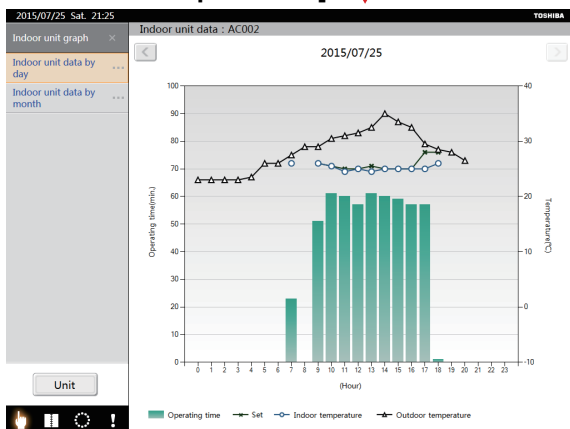 2015/07/25 Sat. 21:25
TOSHIBA
Indoor unit graph ×
Indoor unit data : AC002
Indoor unit data by
day
...
Indoor unit data by
month
...
Unit
!
< 2015/07/25 >
100
90
80
70
60
50
40
30
20
10
0
Operating time(min.)
40
30
20
10
0
-10
Temperature(°C)
0 1 2 3 4 5 6 7 8 9 10 11 12 13 14 15 16 17 18 19 20 21 22 23
(Hour)
Operating time Set Indoor temperature Outdoor temperature